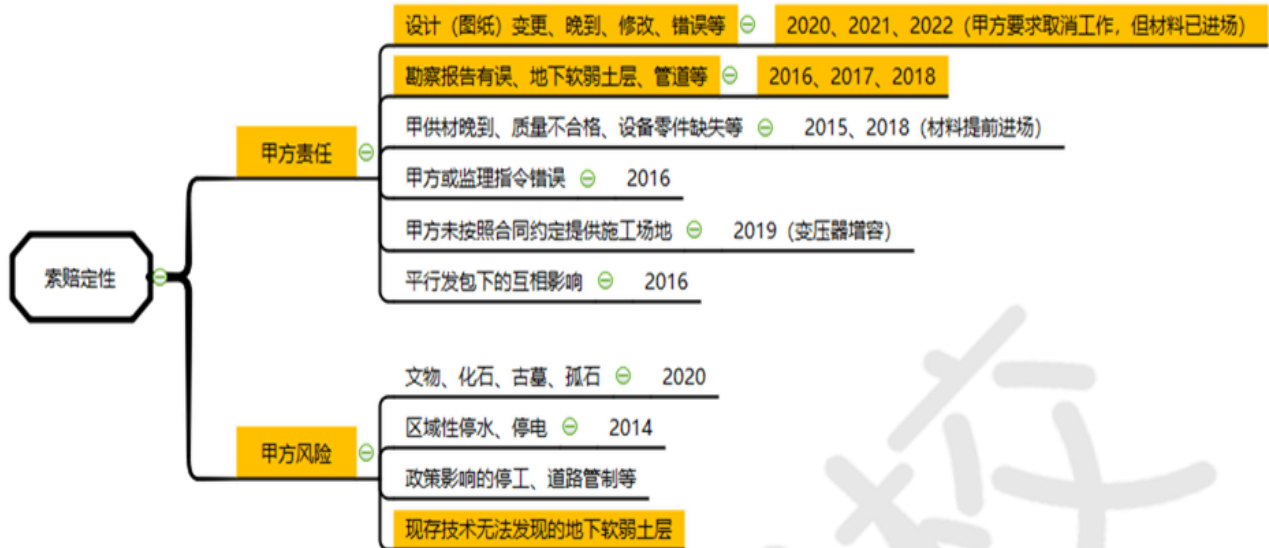 设计（图纸）变更、晚到、修改、错误等 2020、2021、2022（甲方要求取消工作，但材料已进场）
勘察报告有误、地下软弱土层、管道等 2016、2017、2018
甲供材晚到、质量不合格、设备零件缺失等 2015、2018（材料提前进场）
甲方责任
甲方或监理指令错误 2016
甲方未按照合同约定提供施工场地 2019（变压器增容）
索赔定性
平行发包下的互相影响 2016
文物、化石、古墓、孤石 2020
区域性停水、停电 2014
甲方风险
政策影响的停工、道路管制等
现存技术无法发现的地下软弱土层